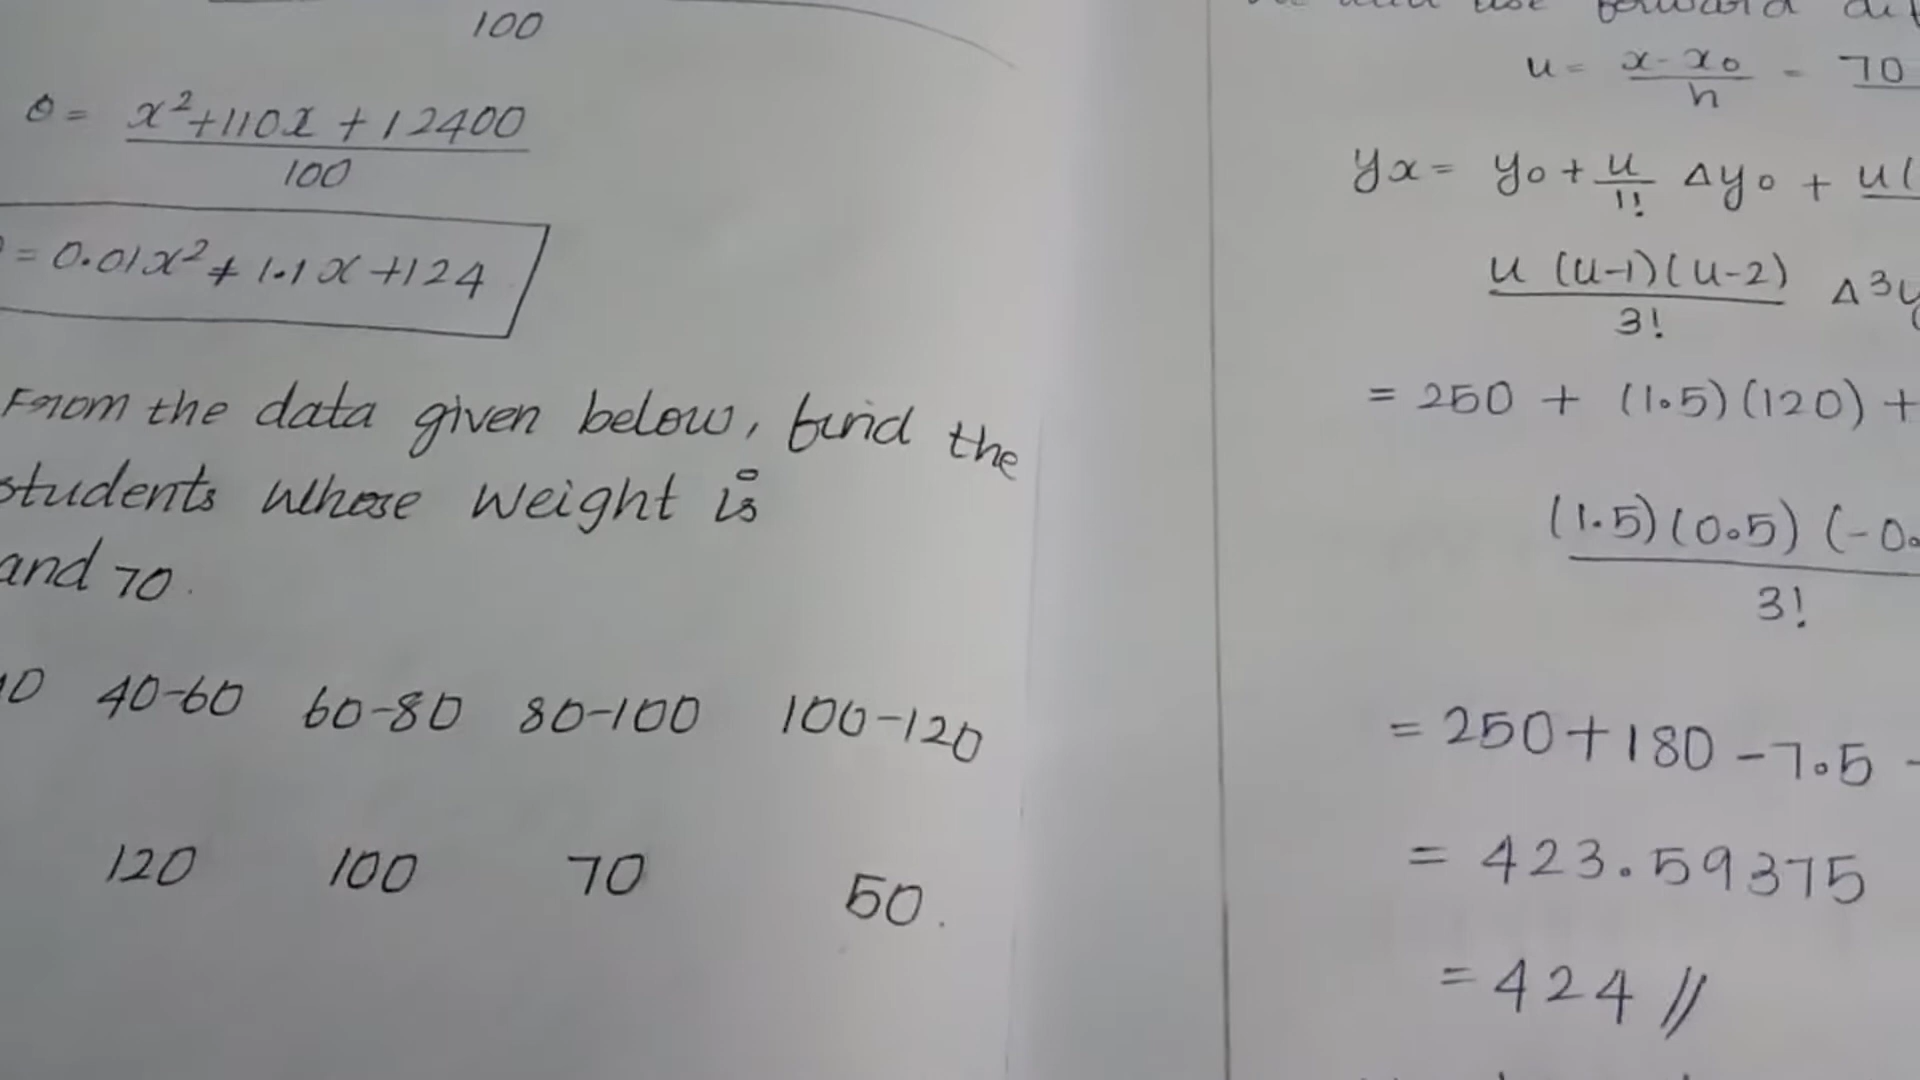 100
θ = x²+110x + 12400
100
= 0.01x² + 1.1x + 124
From the data given below, find the
students whose weight is
and 70.
40-60 60-80 80-100 100-120
120 100 70 50.
forward
u = x - x₀ / h = 70
yx = y₀ + u/1! Δy₀ + u(
u (u-1)(u-2) / 3! Δ³y
= 250 + (1.5)(120) +
(1.5)(0.5)(-0.
3!
= 250+180-7.5
= 423.59375
= 424 //